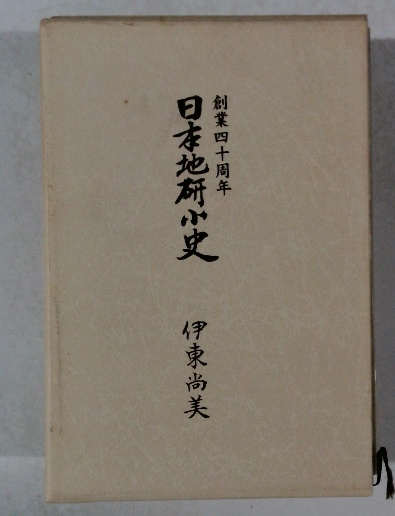 創業四十周年
日本地研小史
伊東尚美